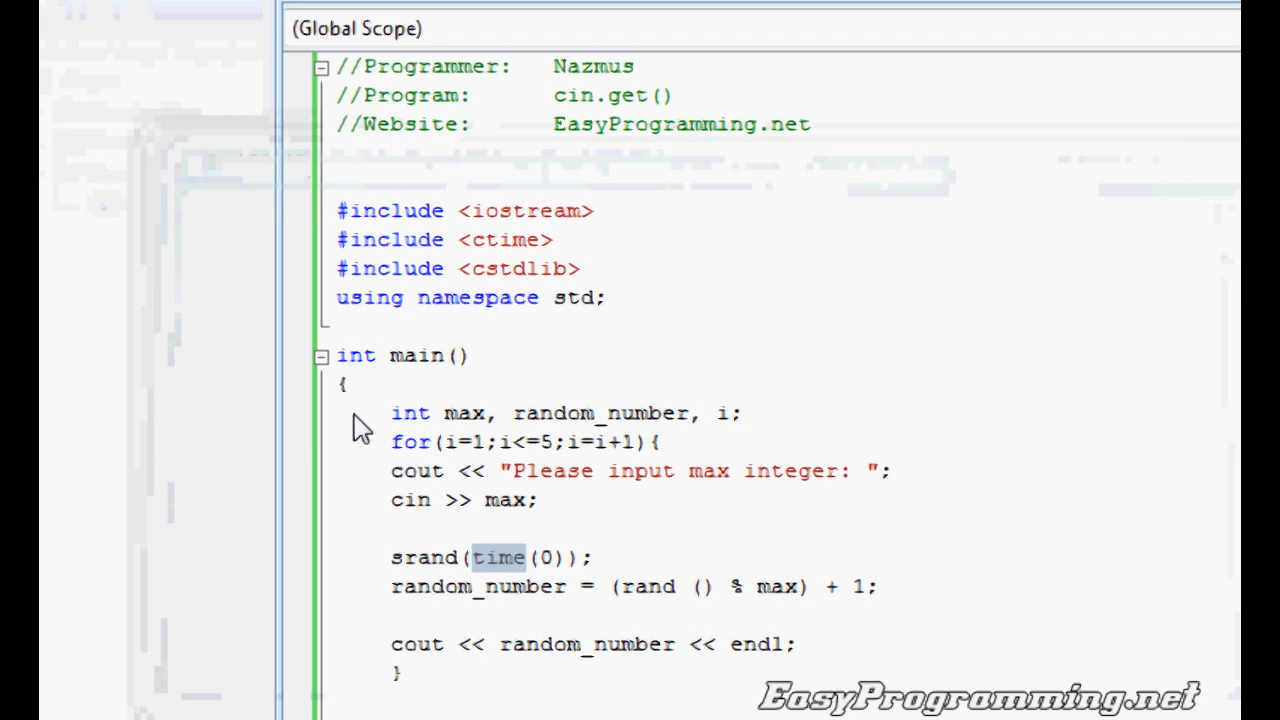 (Global Scope)
//Programmer: Nazmus
//Program: cin.get()
//Website: EasyProgramming.net
#include <iostream>
#include <ctime>
#include <cstdlib>
using namespace std;
int main()
{
int max, random_number, i;
for(i=1;i<=5;i=i+1){
cout << "Please input max integer: ";
cin >> max;
srand(time(0));
random_number = (rand () % max) + 1;
cout << random_number << endl;
}
EasyProgramming.net